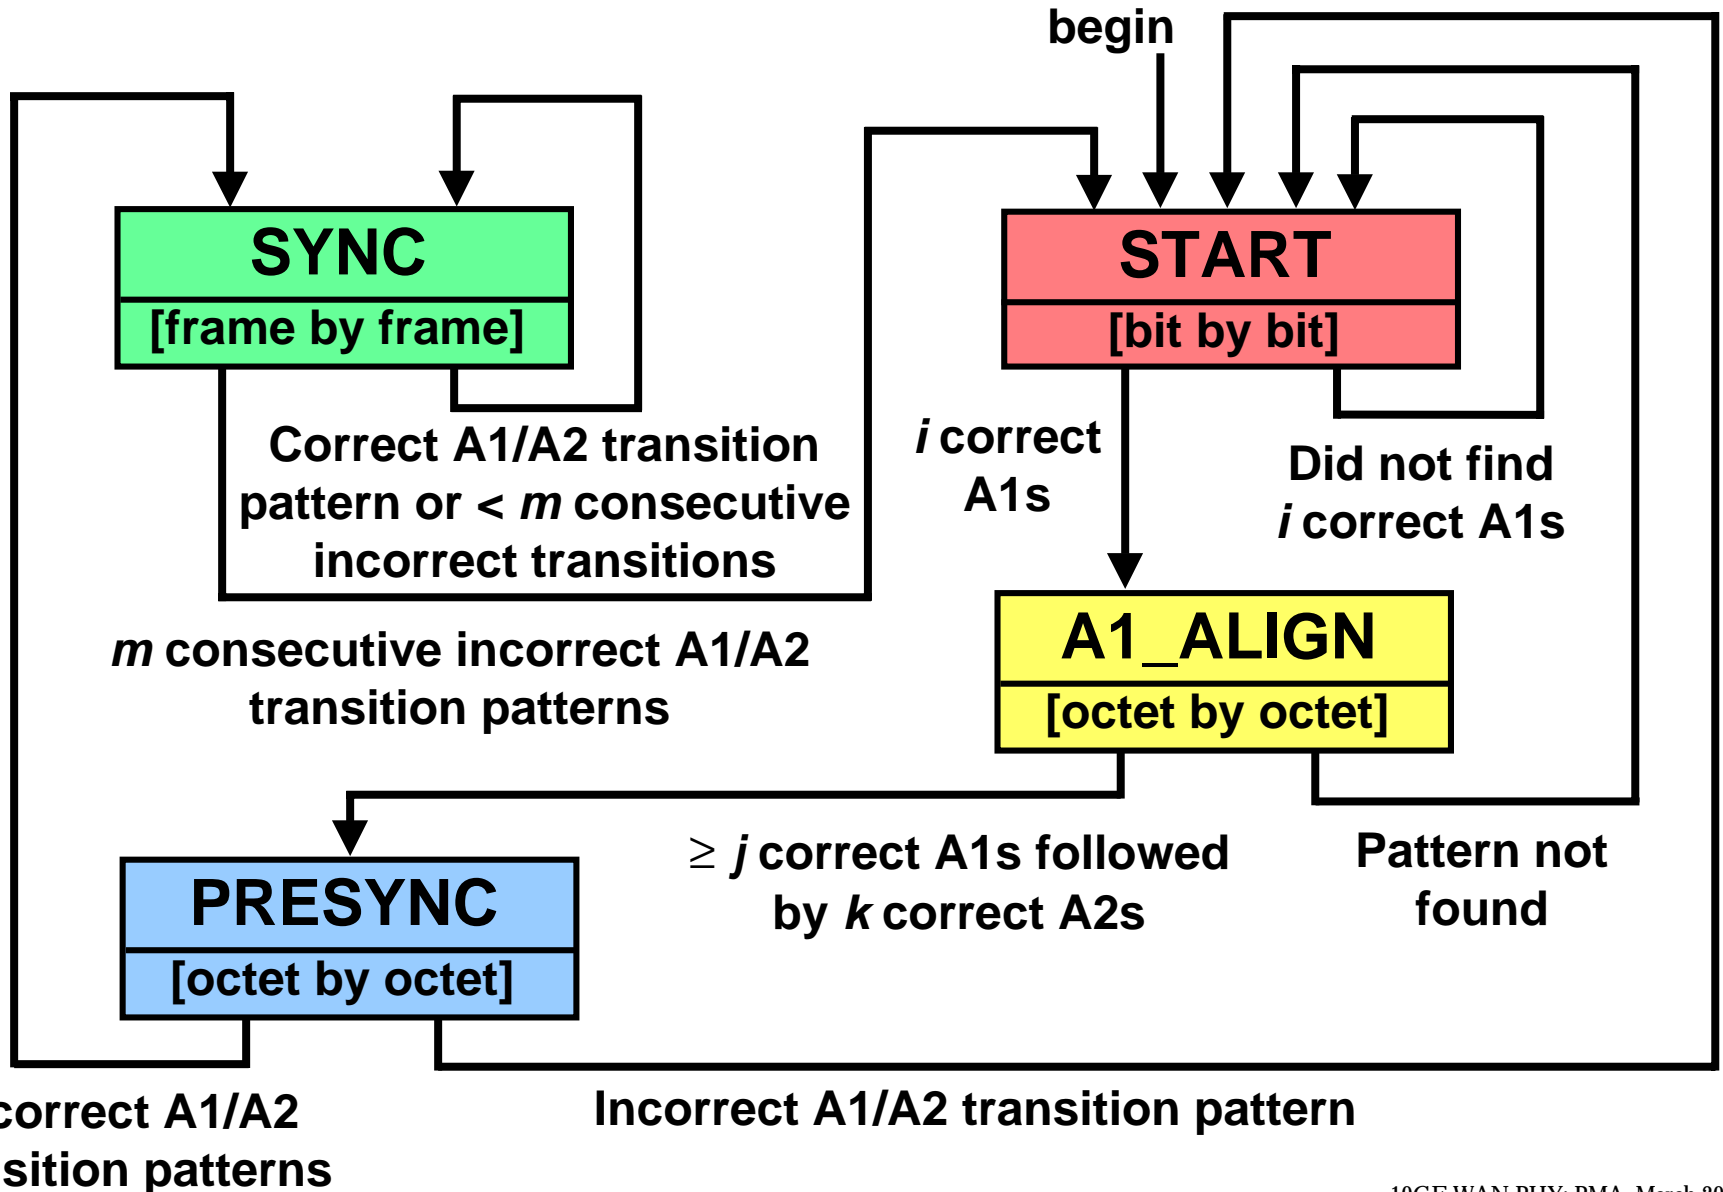 begin
SYNC
[frame by frame]
START
[bit by bit]
Correct A1/A2 transition
pattern or < m consecutive
incorrect transitions
i correct
A1s
Did not find
i correct A1s
m consecutive incorrect A1/A2
transition patterns
A1_ALIGN
[octet by octet]
≥ j correct A1s followed
by k correct A2s
Pattern not
found
PRESYNC
[octet by octet]
correct A1/A2
patterns
Incorrect A1/A2 transition pattern
PHY: PMA March